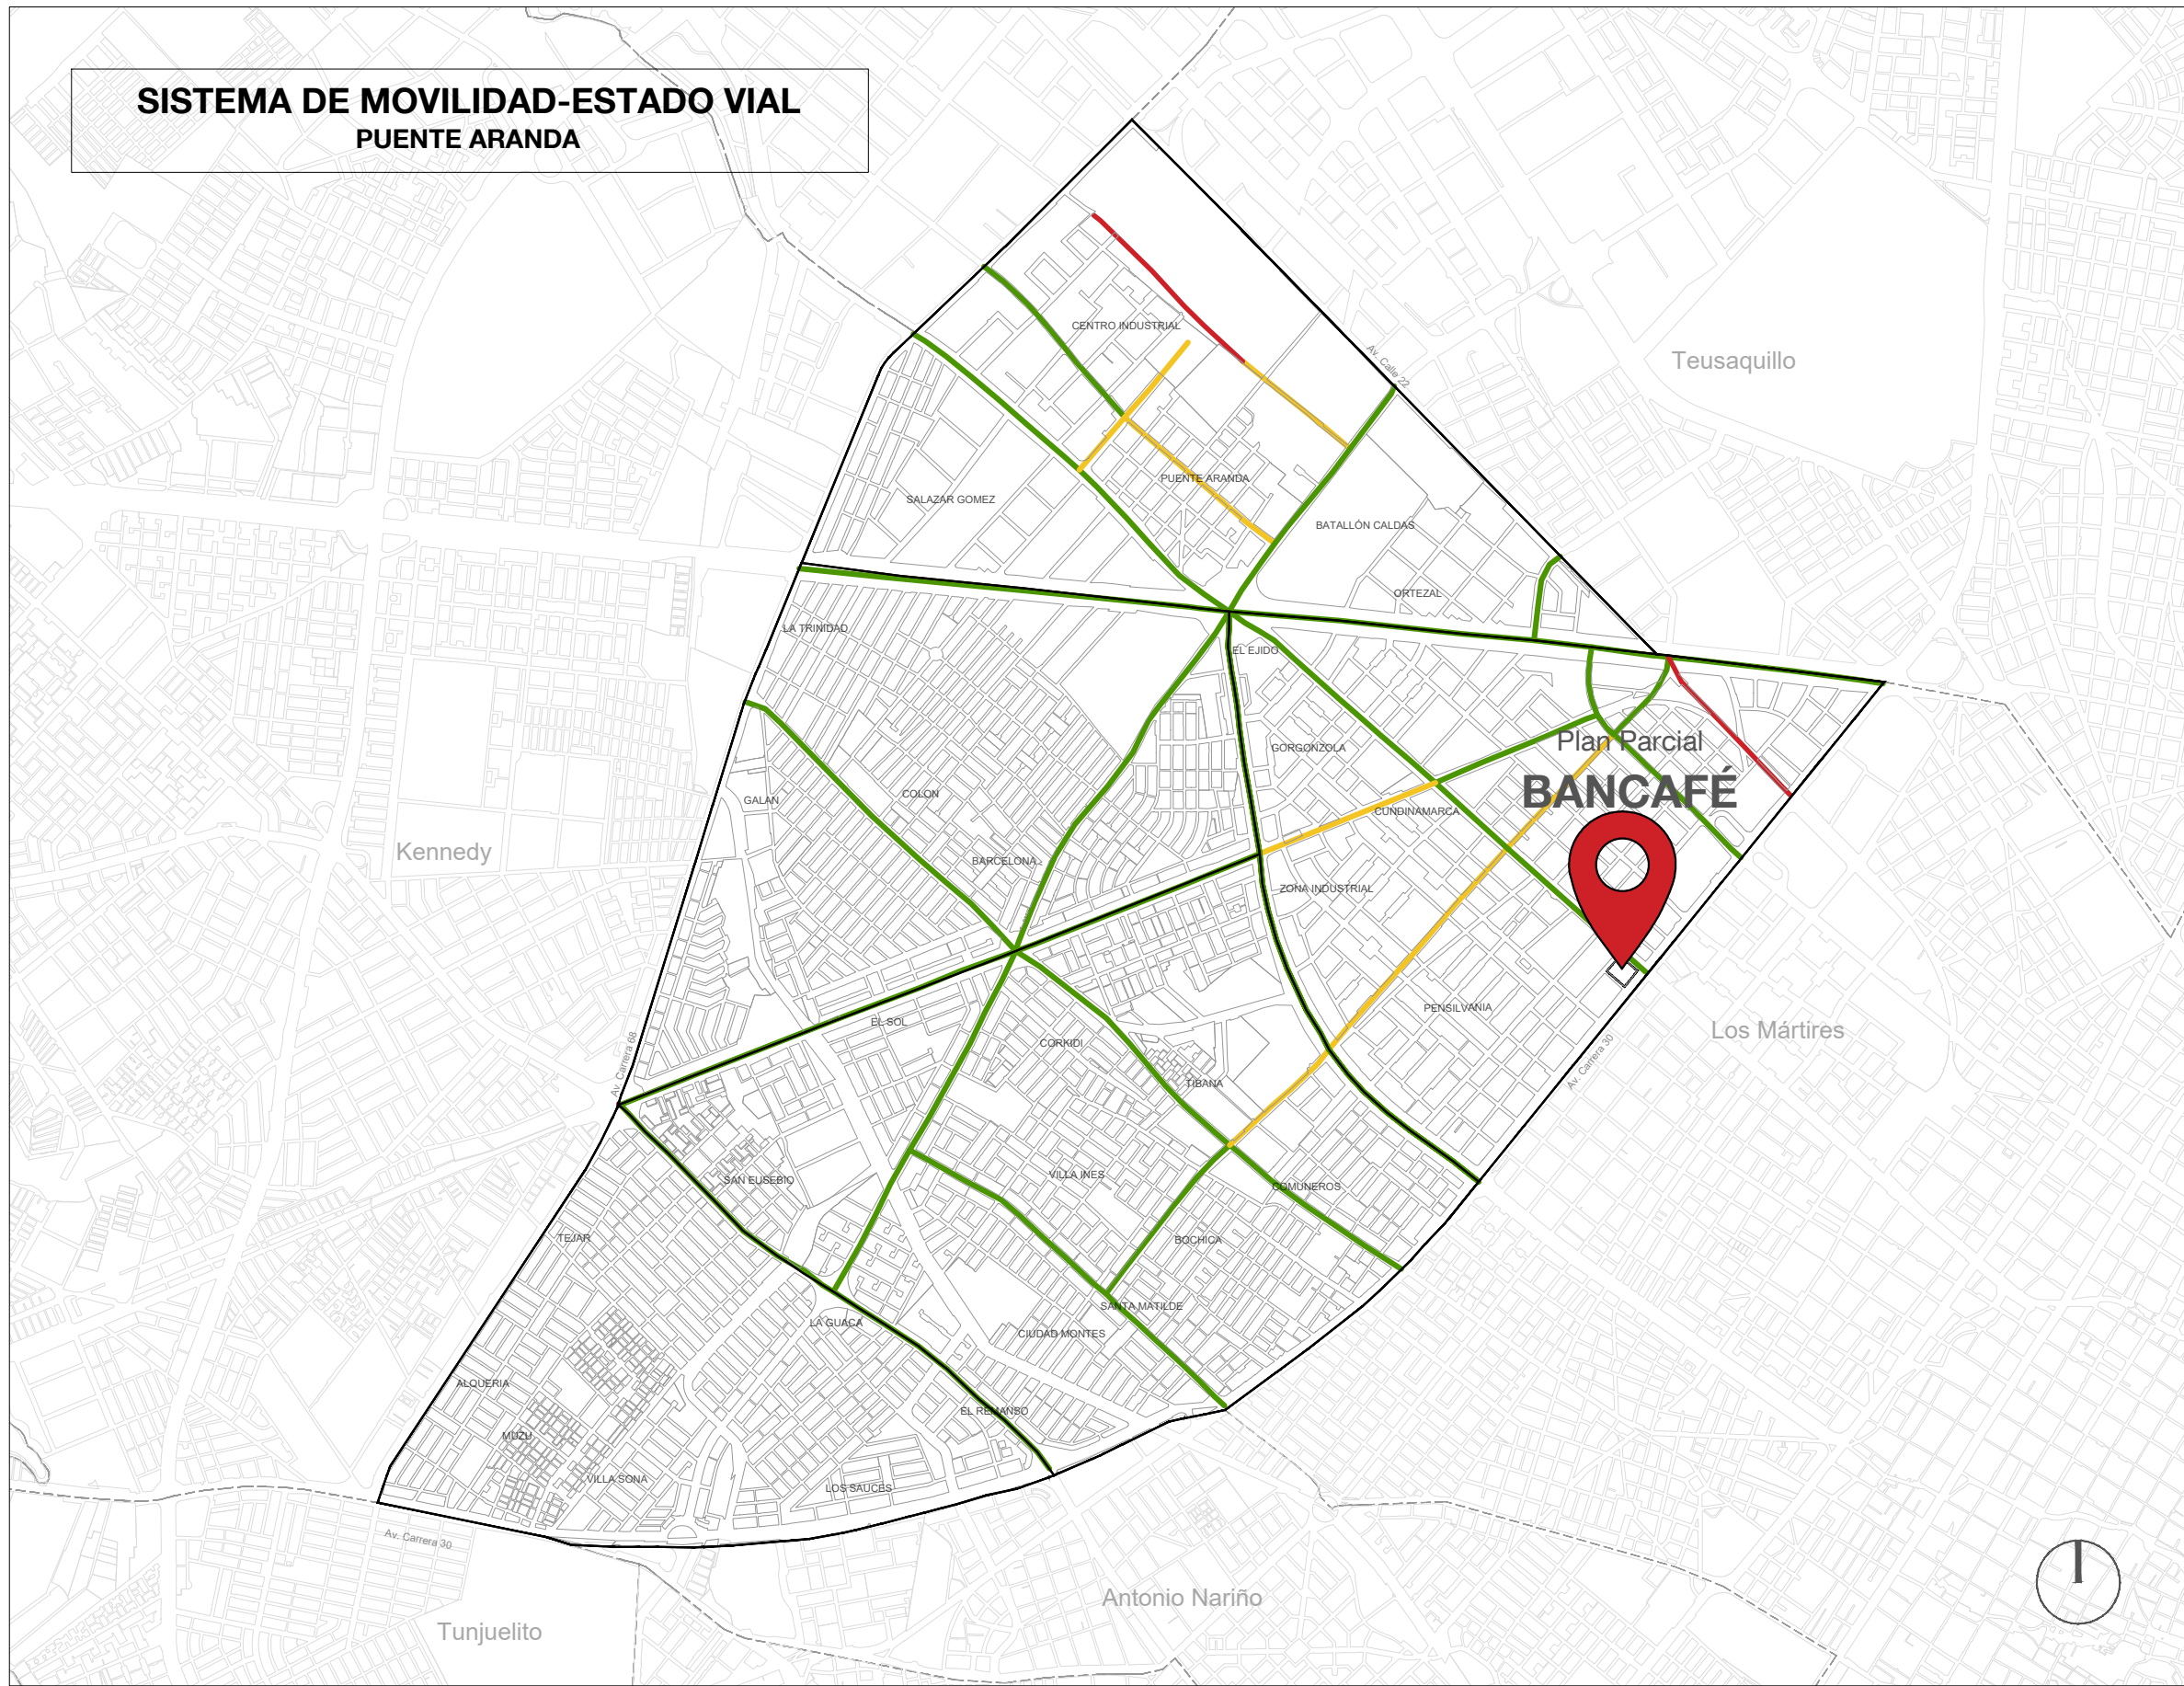 SISTEMA DE MOVILIDAD-ESTADO VIAL
PUENTE ARANDA
CENTRO INDUSTRIAL
Av. Calle 22
Teusaquillo
PUENTE ARANDA
SALAZAR GOMEZ
BATALLÓN CALDAS
ORTEZAL
LA TRINIDAD
EL EJIDO
GORGONZOLA
Plan Parcial
BANCAFÉ
GALAN
COLON
CUNDINAMARCA
Kennedy
BARCELONA
ZONA INDUSTRIAL
PENSILVANIA
EL SOL
Los Mártires
CORKIDI
Av. Carrera 68
Av. Carrera 30
TIBANA
SAN EUSEBIO
VILLA INES
COMUNEROS
TEJAR
BOCHICA
SANTA MATILDE
LA GUACA
CIUDAD MONTES
ALQUERIA
EL REMANSO
MUZU
VILLA SONA
LOS SAUCES
Av. Carrera 30
Antonio Nariño
Tunjuelito